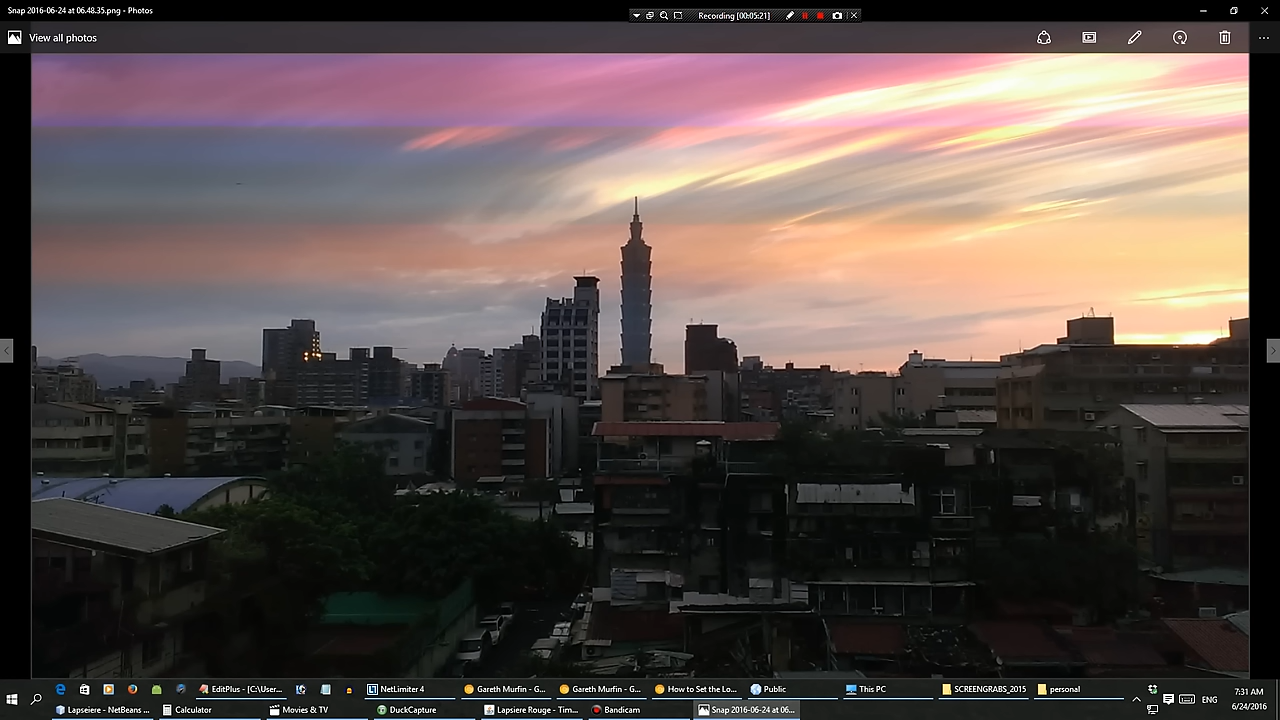 Snap 2016-06-24 at 06.48.35.png - Photos
Recording [00:05:21]
View all photos
EditPlus - [C:\User...
NetLimiter 4
Gareth Murfin - G...
Gareth Murfin - G...
How to Set the Lo...
Public
This PC
SCREENGRABS_2015
personal
ENG
7:31 AM
6/24/2016
Lapseiere - NetBeans ...
Calculator
Movies & TV
DuckCapture
Lapsiere Rouge - Tim...
Bandicam
Snap 2016-06-24 at 06...